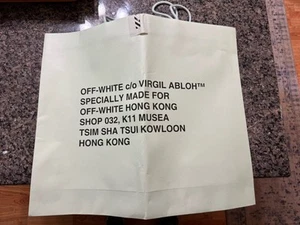 OFF-WHITE c/o VIRGIL ABLOH™
SPECIALLY MADE FOR
OFF-WHITE HONG KONG
SHOP 032, K11 MUSEA
TSIM SHA TSUI KOWLOON
HONG KONG